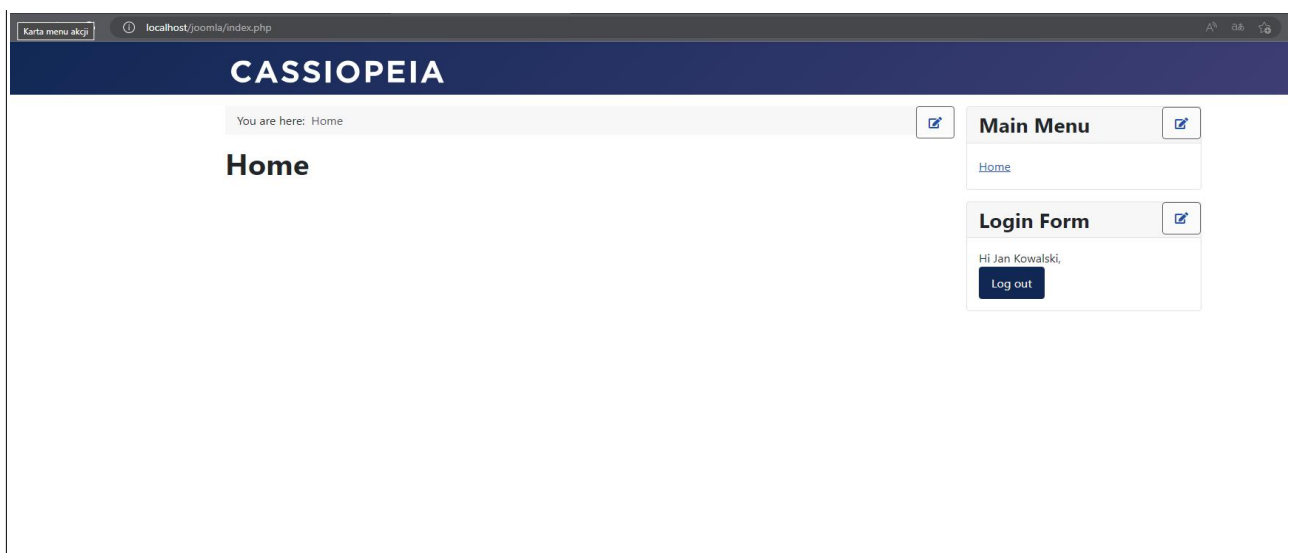 Karta menu akcji
localhost/joomla/index.php
CASSIOPEIA
You are here: Home
Home
Main Menu
Home
Login Form
Hi Jan Kowalski,
Log out